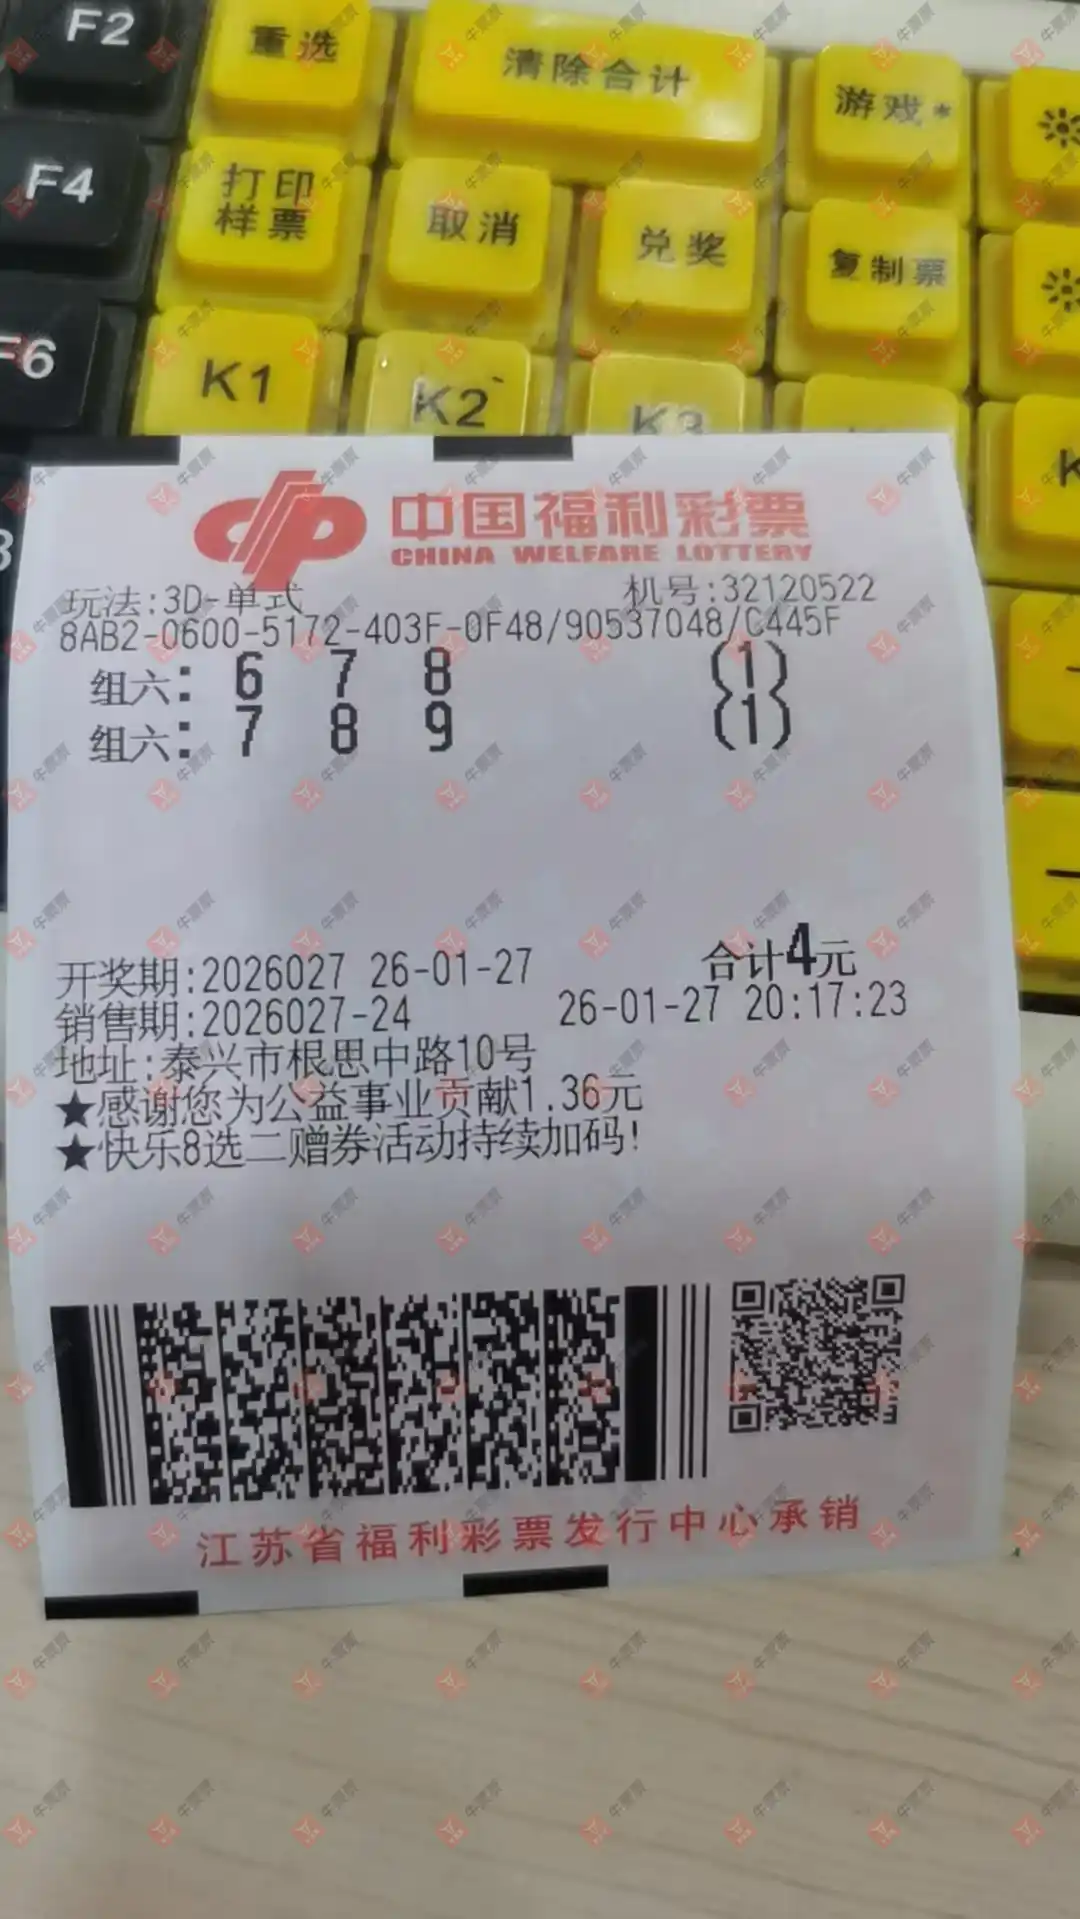 F2
重选
清除合计
游戏*
F4
打印
样票
取消
兑奖
复制票
F6
K1
K2
K3
中国福利彩票
CHINA WELFARE LOTTERY
玩法:3D-单式
机号:32120522
8AB2-0600-5172-403F-0F48/90537048/C445F
组六: 6 7 8 (1)
组六: 7 8 9 (1)
开奖期:2026027 26-01-27
合计4元
销售期:2026027-24
26-01-27 20:17:23
地址:泰兴市根思中路10号
★感谢您为公益事业贡献1.36元
★快乐8选二赠券活动持续加码!
江苏省福利彩票发行中心承销
牛票票